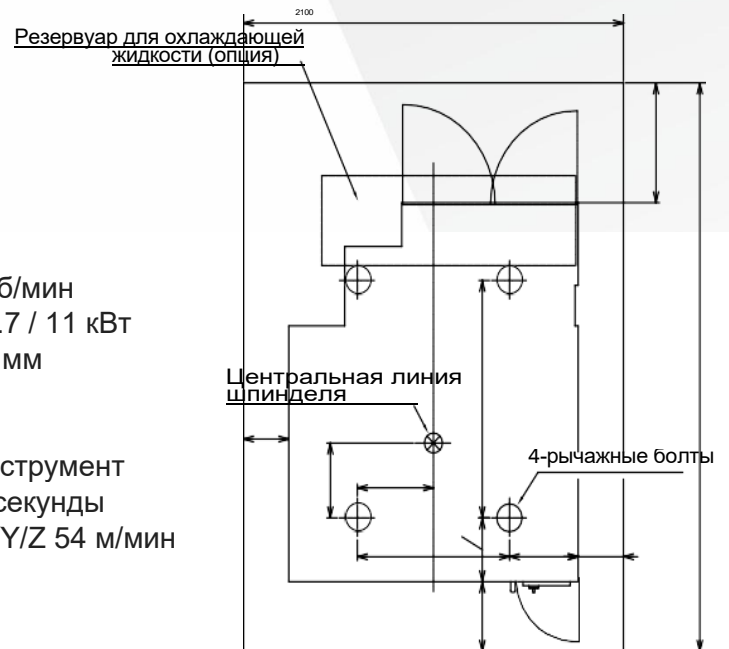 2100
Резервуар для охлаждающей
жидкости (опция)
б/мин
.7 / 11 кВт
мм
Центральная линия
шпинделя
4-рычажные болты
струмент
секунды
Y/Z 54 м/мин